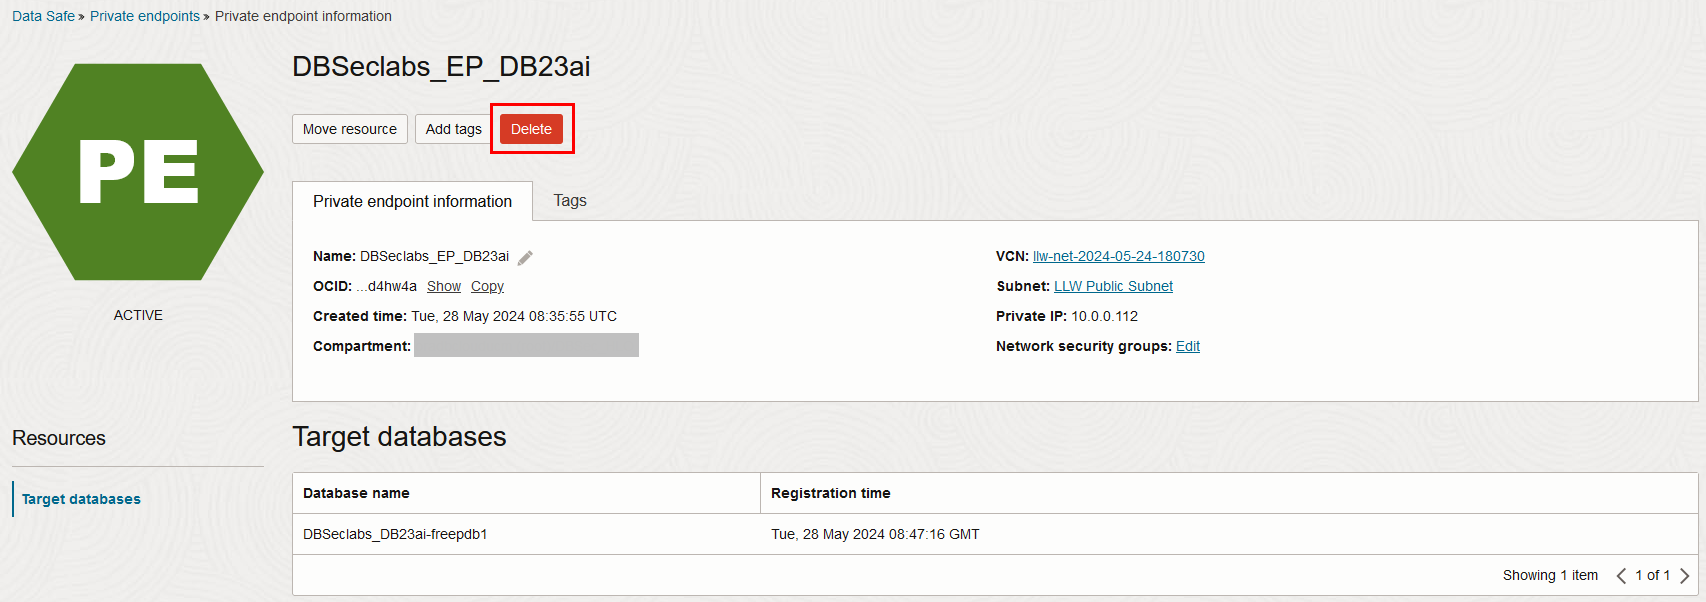 Data Safe » Private endpoints » Private endpoint information
DBSeclabs_EP_DB23ai
Move resource Add tags Delete
PE
ACTIVE
Private endpoint information Tags
Name: DBSeclabs_EP_DB23ai
OCID: ...d4hw4a Show Copy
Created time: Tue, 28 May 2024 08:35:55 UTC
Compartment:
VCN: llw-net-2024-05-24-180730
Subnet: LLW Public Subnet
Private IP: 10.0.0.112
Network security groups: Edit
Resources
Target databases
Target databases
Database name Registration time
DBSeclabs_DB23ai-freepdb1 Tue, 28 May 2024 08:47:16 GMT
Showing 1 item 1 of 1